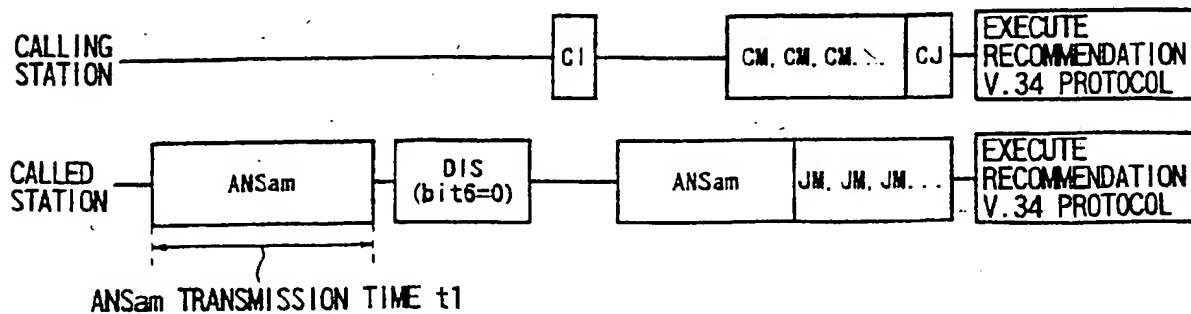 CALLING
STATION
CI
CM, CM, CM...
CJ
EXECUTE
RECOMMENDATION
V.34 PROTOCOL
CALLED
STATION
ANSam
DIS
(bit6=0)
ANSam
JM, JM, JM...
EXECUTE
RECOMMENDATION
V.34 PROTOCOL
ANSam TRANSMISSION TIME t1